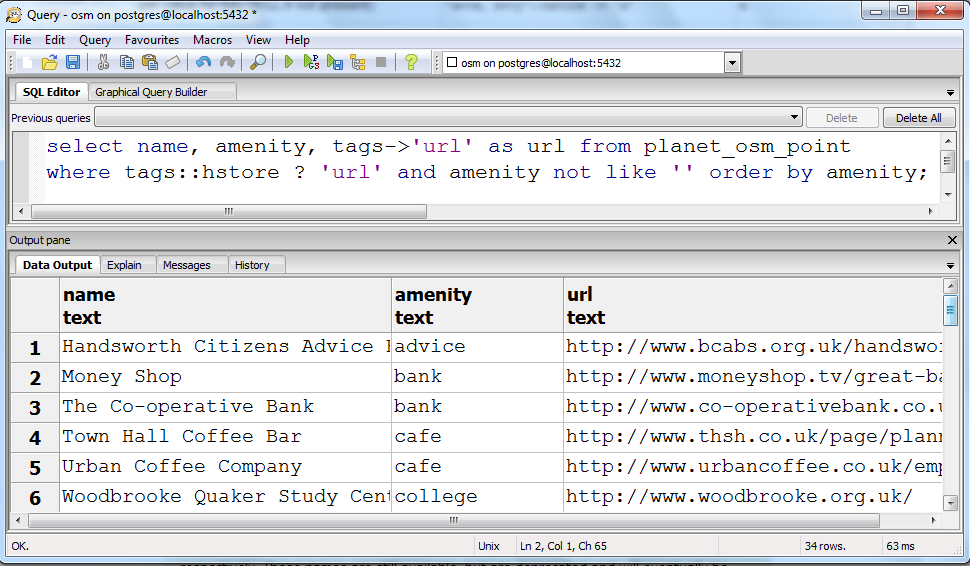 Query - osm on postgres@localhost:5432 *
File Edit Query Favourites Macros View Help
osm on postgres@localhost:5432
SQL Editor Graphical Query Builder
Previous queries Delete Delete All
select name, amenity, tags->'url' as url from planet_osm_point
where tags::hstore ? 'url' and amenity not like '' order by amenity;
Output pane
Data Output Explain Messages History
name amenity url
text text text
1 Handsworth Citizens Advice advice http://www.bcabs.org.uk/handswor
2 Money Shop bank http://www.moneyshop.tv/great-ba
3 The Co-operative Bank bank http://www.co-operativebank.co.u
4 Town Hall Coffee Bar cafe http://www.thsh.co.uk/page/plann
5 Urban Coffee Company cafe http://www.urbancoffee.co.uk/emp
6 Woodbrooke Quaker Study Cent college http://www.woodbrooke.org.uk/
OK. Unix Ln 2, Col 1, Ch 65 34 rows. 63 ms